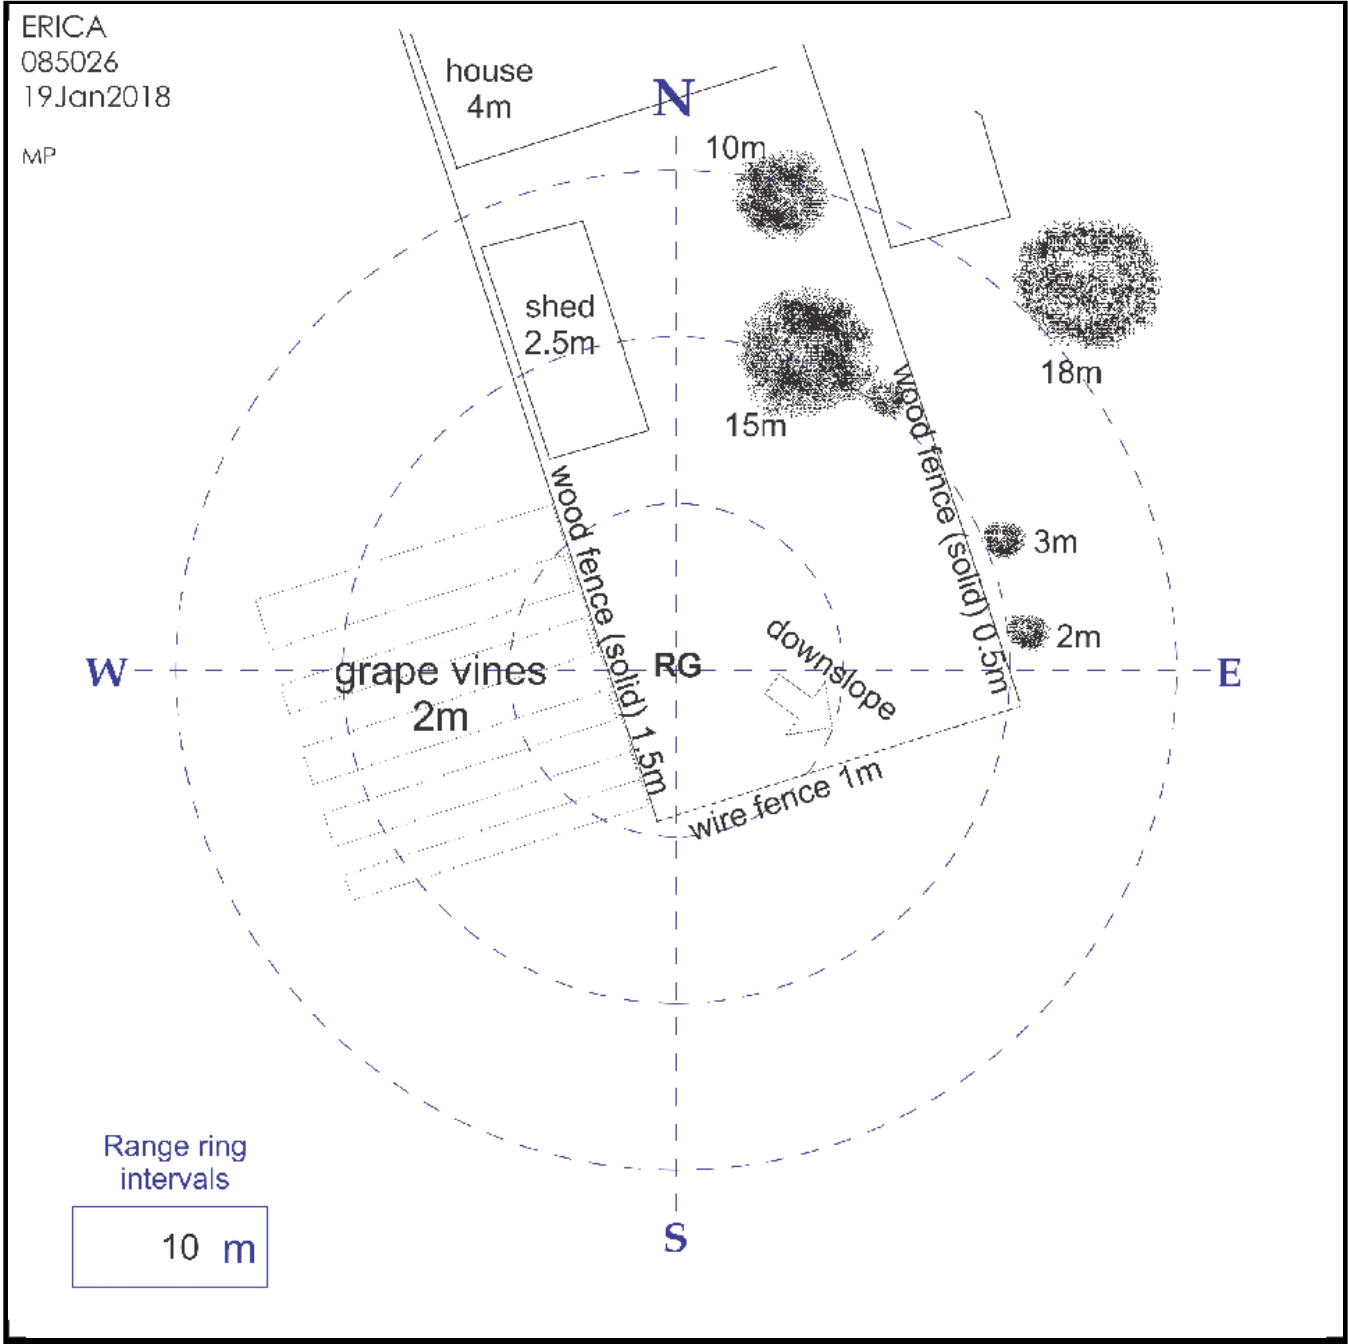 ERICA
085026
19Jan2018
MP
house
4m
N
10m
shed
2.5m
18m
15m
wood fence (solid) 0.5m
wood fence (solid) 1.5m
3m
2m
downslope
W
grape vines
2m
RG
E
wire fence 1m
Range ring
intervals
10 m
S